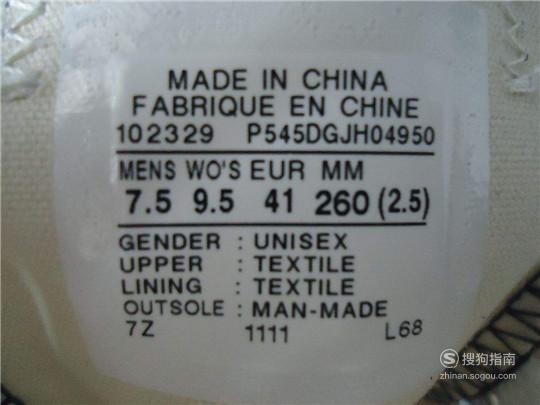 MADE IN CHINA
FABRIQUE EN CHINE
102329 P545DGJH04950
MENS WO'S EUR MM
7.5 9.5 41 260 (2.5)
GENDER : UNISEX
UPPER : TEXTILE
LINING : TEXTILE
OUTSOLE : MAN-MADE
7Z 1111 L68
搜狗指南
zhinan.sogou.com